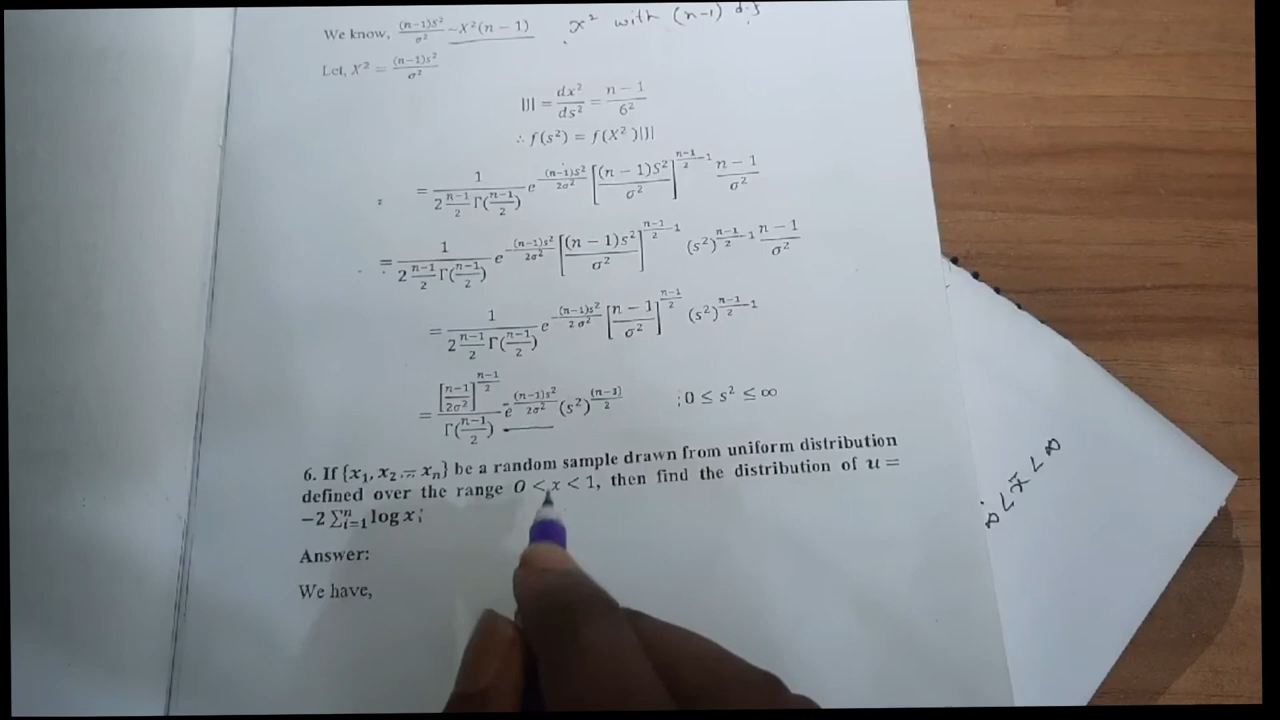 We know, (n−1)S²/σ² ~X²(n − 1) x² with (n-1) d.f
Let, X² = (n−1)s²/σ²
|J| = dx²/ds² = n − 1/6²
∴ f(s²) = f(X²)|J|
= 1/2^(n−1/2) Γ(n−1/2) e^−(n−1)S²/2σ² [(n − 1)S²/σ²]^(n−1/2 −1) n − 1/σ²
= 1/2^(n−1/2) Γ(n−1/2) e^−(n−1)s²/2σ² [(n − 1)s²/σ²]^(n−1/2 −1) (s²)^(n−1/2 −1) n − 1/σ²
= 1/2^(n−1/2) Γ(n−1/2) e^−(n−1)s²/2 σ² [n − 1/σ²]^(n−1/2) (s²)^(n−1/2 −1)
= [n−1/2σ²]^(n−1/2)/Γ(n−1/2) e^−(n−1)s²/2σ² (s²)^((n−1)/2) ; 0 ≤ s² ≤ ∞
6. If {x₁, x₂ … xₙ} be a random sample drawn from uniform distribution
defined over the range 0 < x < 1, then find the distribution of u =
−2 ∑ⁿᵢ₌₁ log xᵢ
Answer:
We have,